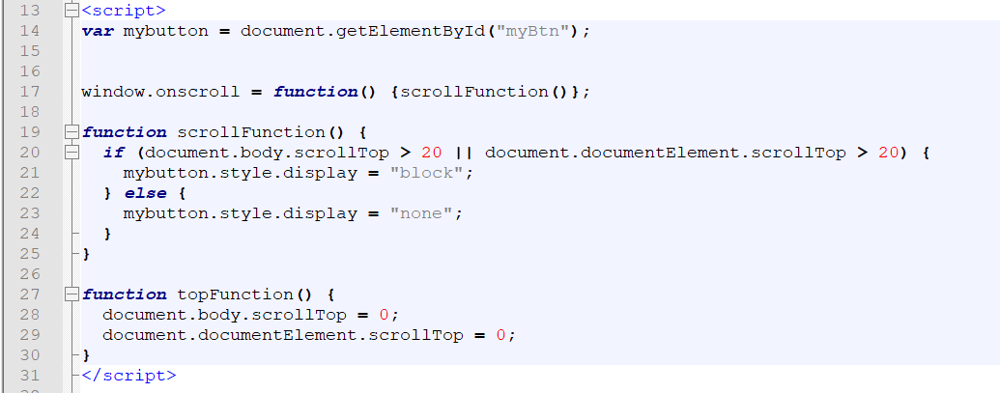 13 <script>
14 var mybutton = document.getElementById("myBtn");
15
16
17 window.onscroll = function() {scrollFunction()};
18
19 function scrollFunction() {
20   if (document.body.scrollTop > 20 || document.documentElement.scrollTop > 20) {
21     mybutton.style.display = "block";
22   } else {
23     mybutton.style.display = "none";
24   }
25 }
26
27 function topFunction() {
28   document.body.scrollTop = 0;
29   document.documentElement.scrollTop = 0;
30 }
31 </script>